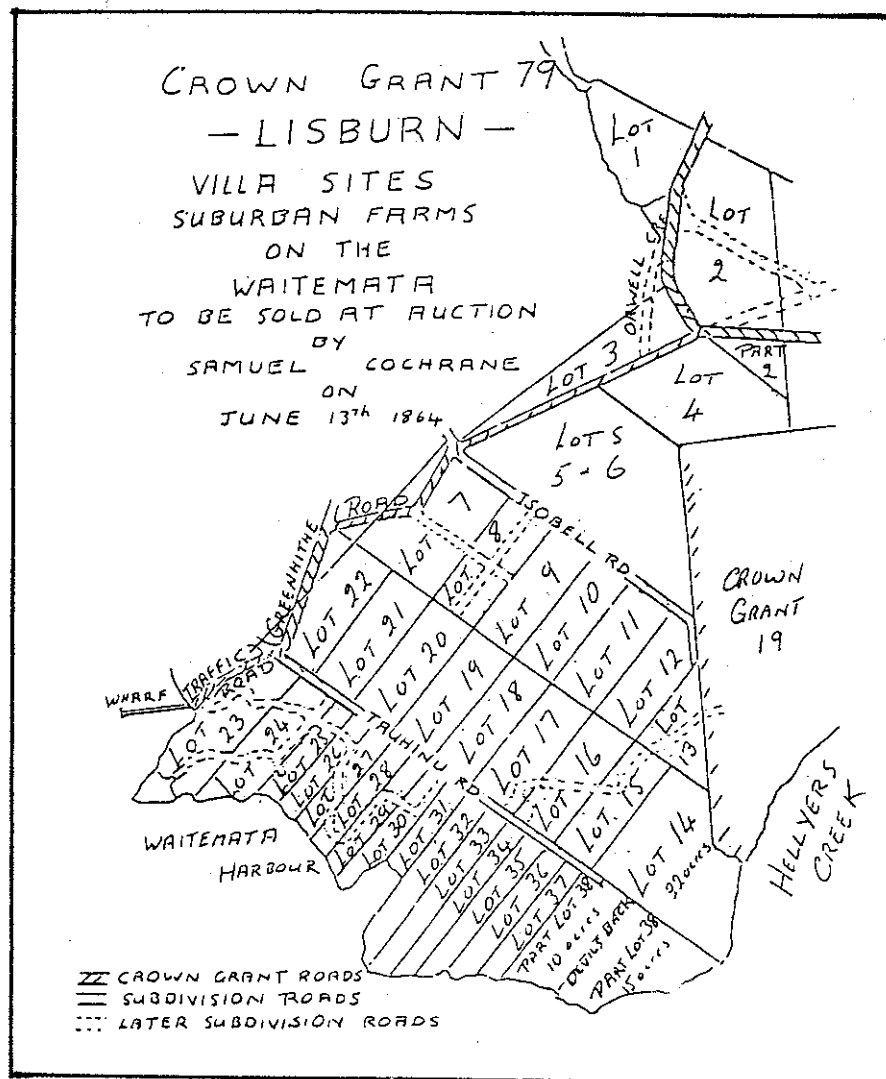 CROWN GRANT 79
— LISBURN —
VILLA SITES
SUBURBAN FARMS
ON THE
WAITEMATA
TO BE SOLD AT AUCTION
BY
SAMUEL COCHRANE
ON
JUNE 13th 1864
LOT
1
LOT
2
PART
2
LOT 3
LOT
4
LOTS
5 + 6
ISOBELL RD
LOT 7
LOT 8
LOT 9
LOT 10
LOT 11
LOT 12
LOT
13
CROWN
GRANT
19
GREENHITHE
ROAD
TRAFFIC
ROAD
WHARF
LOT 22
LOT 21
LOT 20
LOT 19
LOT 18
LOT 17
LOT 16
LOT 15
LOT 14
TAUHINU RD
LOT 23
LOT 24
LOT 25
LOT 26
LOT 27
LOT 28
LOT 29
LOT 30
LOT 31
LOT 32
LOT 33
LOT 34
LOT 35
LOT 36
LOT 37
PART LOT 38
10 acres
DEVILS BACK
PART LOT 38
15 acres
WAITEMATA
HARBOUR
HELLYERS
CREEK
CROWN GRANT ROADS
SUBDIVISION ROADS
LATER SUBDIVISION ROADS